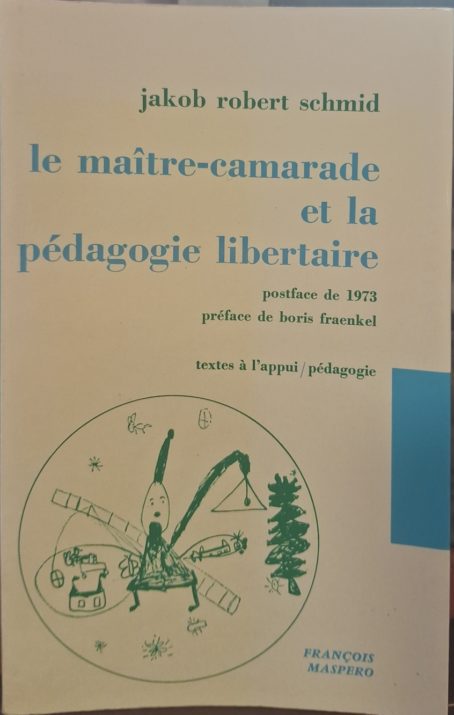 jakob robert schmid
le maître-camarade
et la
pédagogie libertaire
postface de 1973
préface de boris fraenkel
textes à l'appui/pédagogie
FRANÇOIS
MASPERO